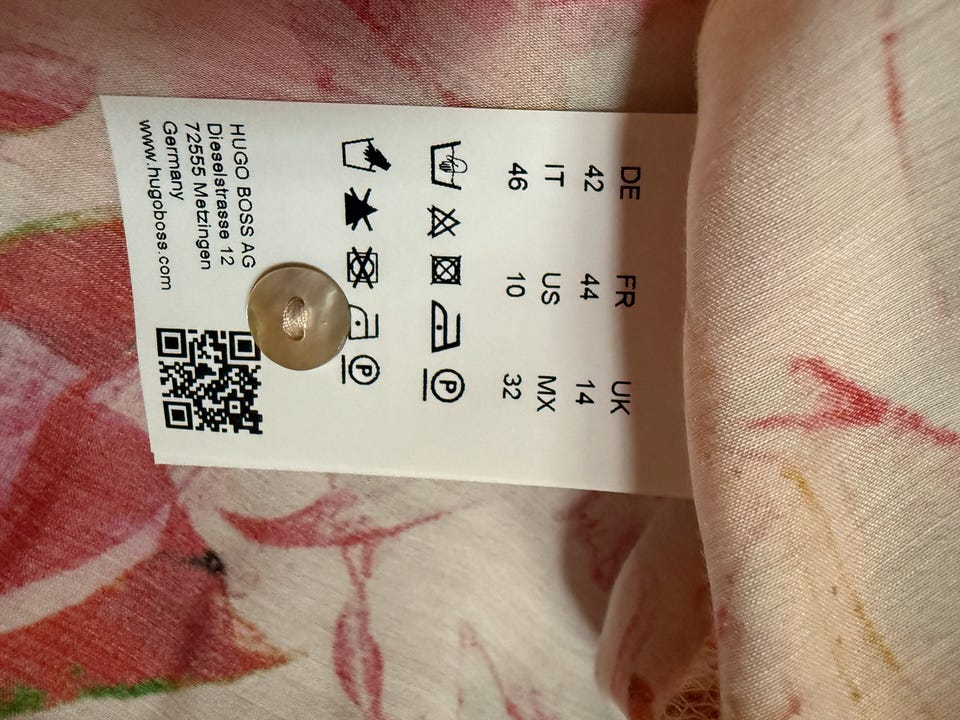 DE FR UK
42 44 14
IT US MX
46 10 32
P
P
HUGO BOSS AG
Dieselstrasse 12
72555 Metzingen
Germany
www.hugoboss.com